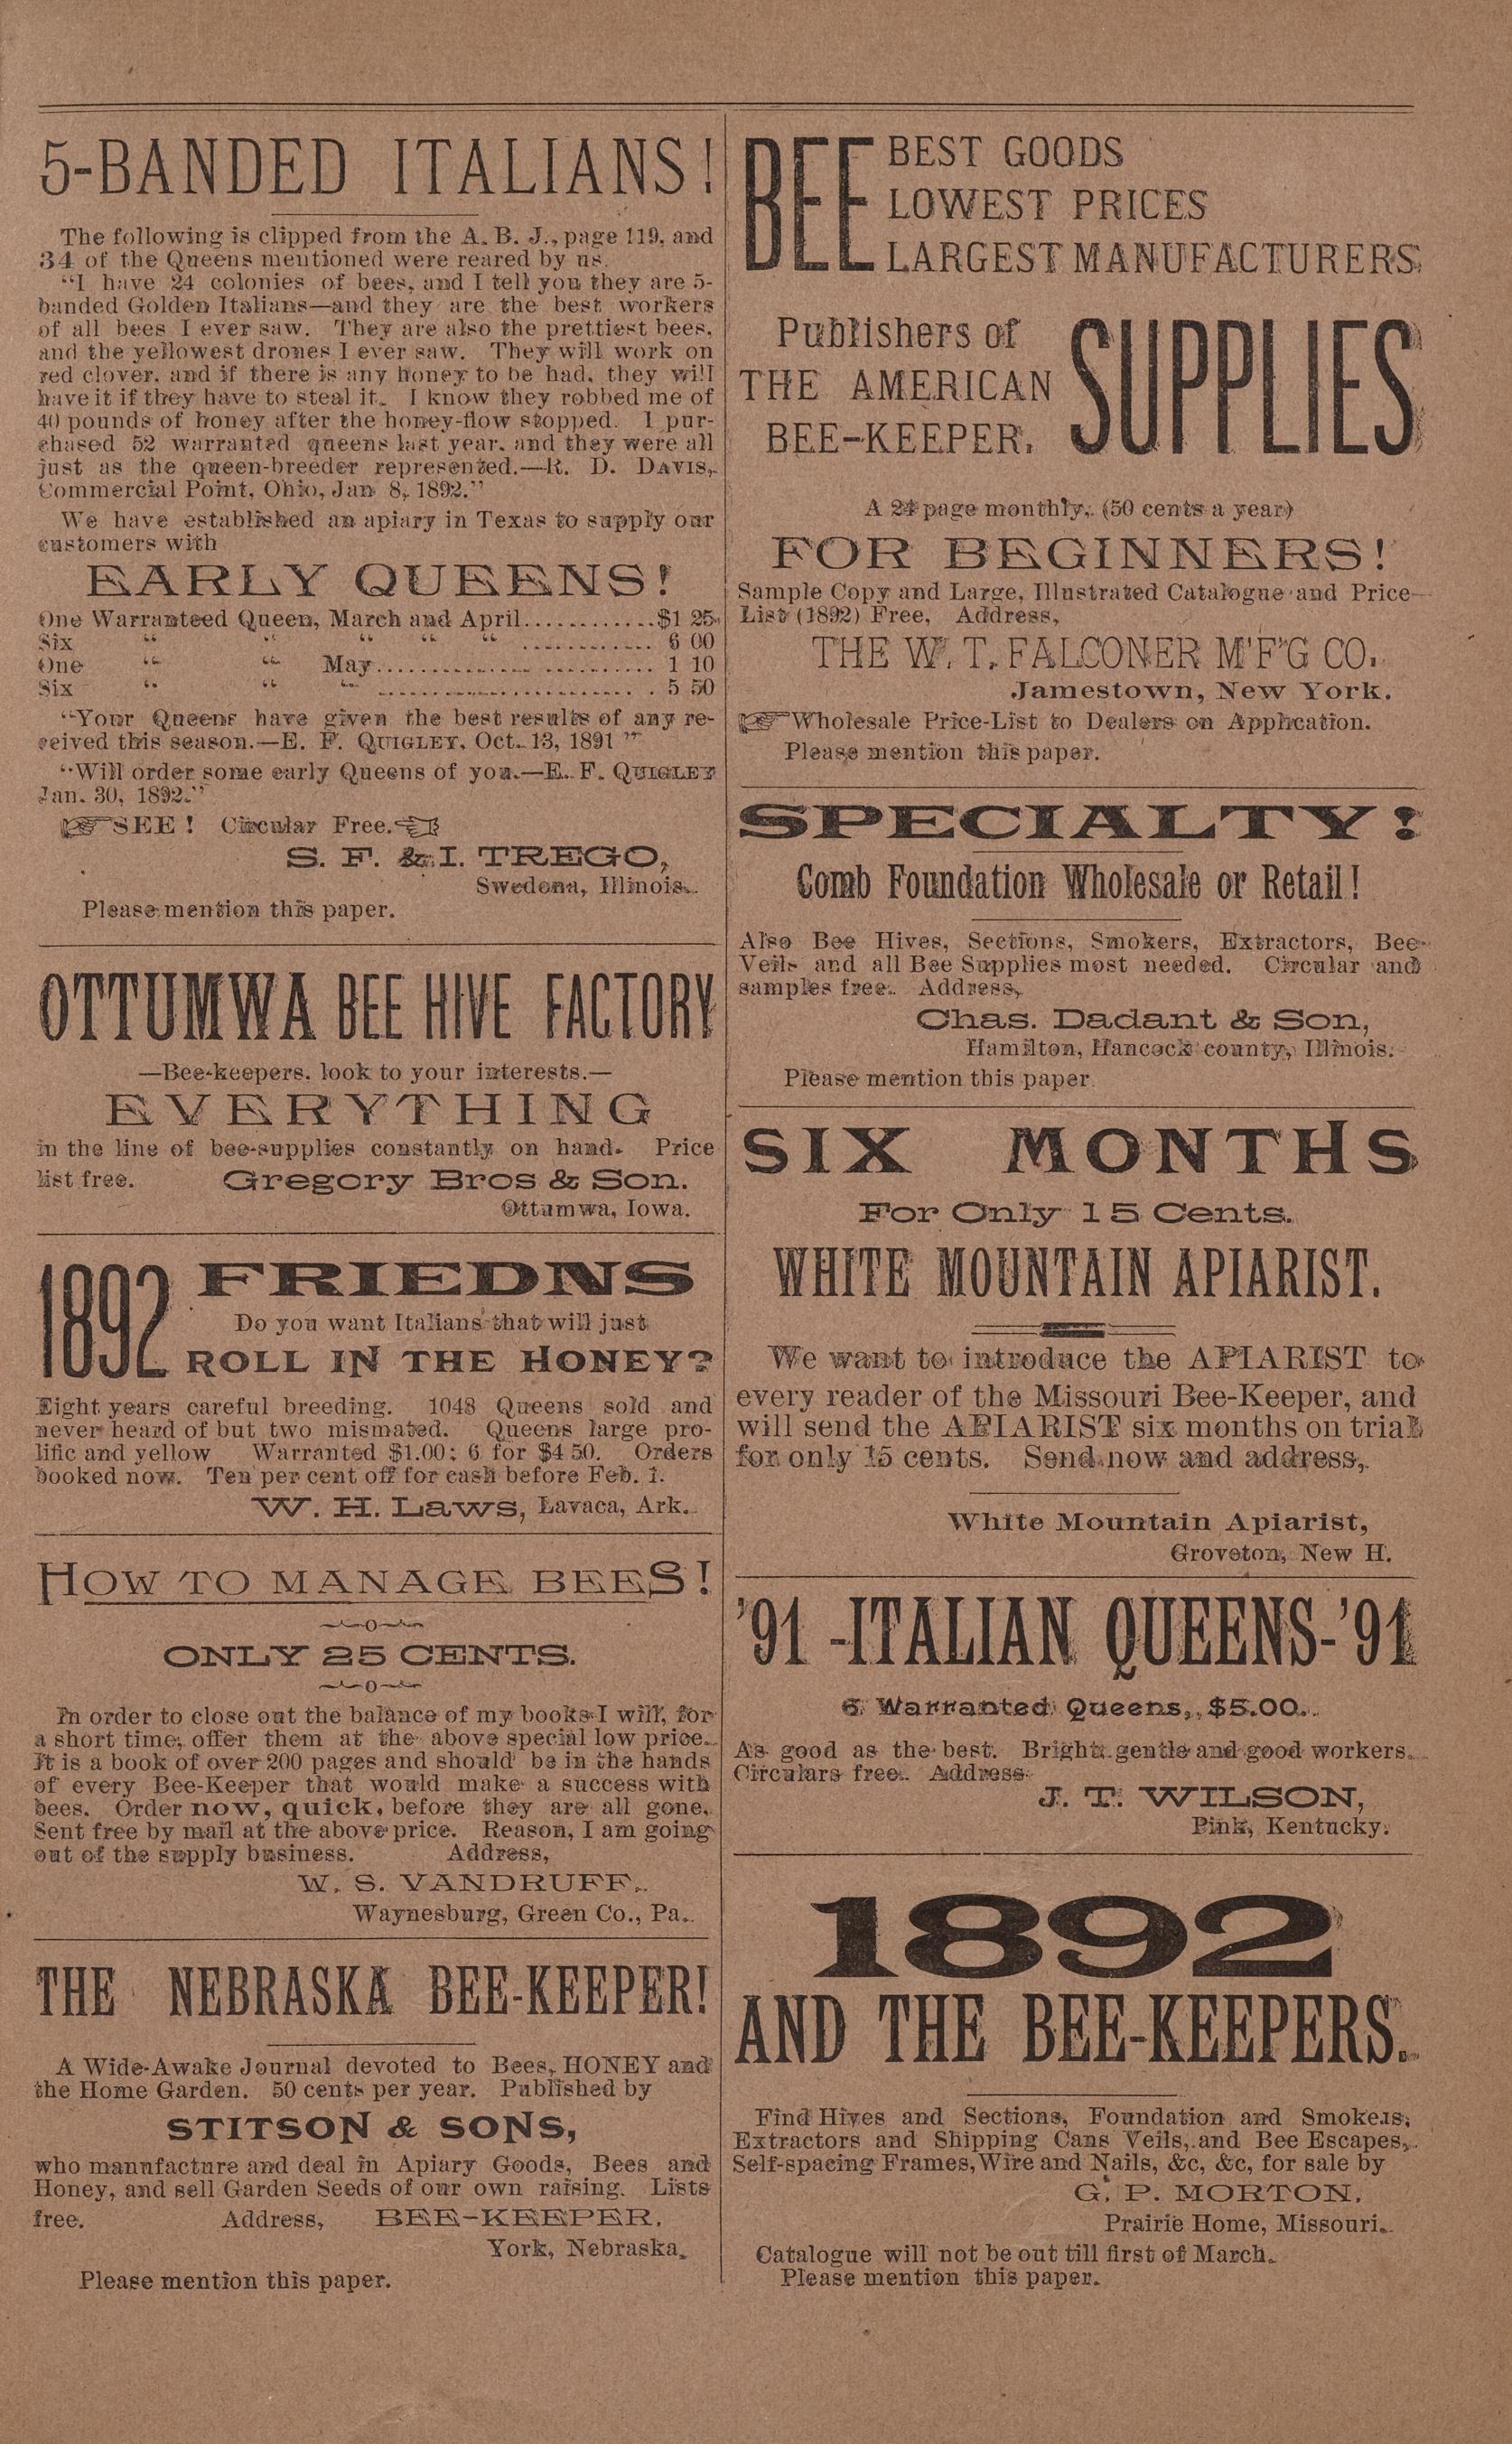 5-BANDED ITALIANS!
The following is clipped from the A. B. J., page 119, and
34 of the Queens mentioned were reared by us.
"I have 24 colonies of bees, and I tell you they are 5-
banded Golden Italians—and they are the best workers
of all bees I ever saw. They are also the prettiest bees,
and the yellowest drones I ever saw. They will work on
red clover, and if there is any honey to be had, they will
have it if they have to steal it. I know they robbed me of
40 pounds of honey after the honey-flow stopped. I pur-
chased 52 warranted queens last year, and they were all
just as the queen-breeder represented.—R. D. DAVIS,
Commercial Point, Ohio, Jan 8, 1892."
We have established an apiary in Texas to supply our
customers with
EARLY QUEENS!
One Warranteed Queen, March and April............$1 25
Six " " " " " ............ 6 00
One " " May......................... 1 10
Six " " " ......................... 5 50
"Your Queens have given the best results of any re-
ceived this season.—E. F. QUIGLEY, Oct. 13, 1891"
"Will order some early Queens of you.—E. F. QUIGLEY
Jan. 30, 1892."
☞SEE! Circular Free.☜
S. F. & I. TREGO,
Swedona, Illinois.
Please mention this paper.
OTTUMWA BEE HIVE FACTORY
—Bee-keepers. look to your interests.—
EVERYTHING
in the line of bee-supplies constantly on hand. Price
list free. Gregory Bros & Son.
Ottumwa, Iowa.
1892 FRIEDNS
Do you want Italians that will just
ROLL IN THE HONEY?
Eight years careful breeding. 1048 Queens sold and
never heard of but two mismated. Queens large pro-
lific and yellow Warranted $1.00; 6 for $4 50. Orders
booked now. Ten per cent off for cash before Feb. 1.
W. H. Laws, Lavaca, Ark.
HOW TO MANAGE BEES!
—o—
ONLY 25 CENTS.
—o—
In order to close out the balance of my books I will, for
a short time, offer them at the above special low price.
It is a book of over 200 pages and should be in the hands
of every Bee-Keeper that would make a success with
bees. Order now, quick, before they are all gone.
Sent free by mail at the above price. Reason, I am going
out of the supply business. Address,
W. S. VANDRUFF,
Waynesburg, Green Co., Pa.
THE NEBRASKA BEE-KEEPER!
A Wide-Awake Journal devoted to Bees, HONEY and
the Home Garden. 50 cents per year. Published by
STITSON & SONS,
who mannfacture and deal in Apiary Goods, Bees and
Honey, and sell Garden Seeds of our own raising. Lists
free. Address, BEE-KEEPER.
York, Nebraska.
Please mention this paper.
BEE BEST GOODS
LOWEST PRICES
LARGEST MANUFACTURERS
Publishers of
THE AMERICAN
BEE-KEEPER.
SUPPLIES
A 24 page monthly, (50 cents a year)
FOR BEGINNERS!
Sample Copy and Large, Illustrated Catalogue and Price-
List (1892) Free, Address,
THE W. T. FALCONER M'F'G CO.
Jamestown, New York.
☞Wholesale Price-List to Dealers on Application.
Please mention this paper.
SPECIALTY!
Comb Foundation Wholesale or Retail!
Also Bee Hives, Sections, Smokers, Extractors, Bee-
Veils and all Bee Supplies most needed. Circular and
samples free. Address,
Chas. Dadant & Son,
Hamilton, Hancock county, Illinois.
Please mention this paper.
SIX MONTHS
For Only 15 Cents.
WHITE MOUNTAIN APIARIST.
We want to introduce the APIARIST to
every reader of the Missouri Bee-Keeper, and
will send the APIARIST six months on trial
for only 15 cents. Send now and address,
White Mountain Apiarist,
Groveton, New H.
'91 -ITALIAN QUEENS-'91
6 Warranted Queens, $5.00.
As good as the best. Bright gentle and good workers.
Circulars free. Address
J. T. WILSON,
Pink, Kentucky.
1892
AND THE BEE-KEEPERS.
Find Hives and Sections, Foundation and Smokers,
Extractors and Shipping Cans Veils, and Bee Escapes,
Self-spacing Frames, Wire and Nails, &c, &c, for sale by
G. P. MORTON.
Prairie Home, Missouri.
Catalogue will not be out till first of March.
Please mention this paper.